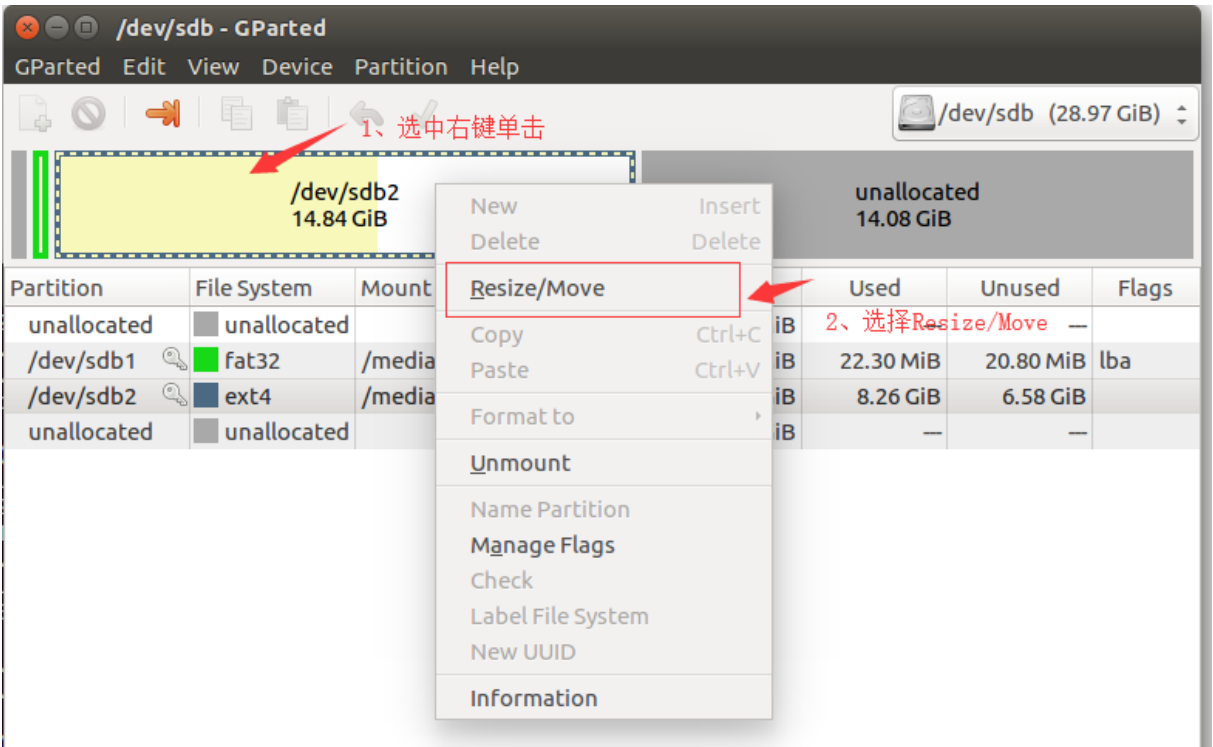 /dev/sdb - GParted
GParted Edit View Device Partition Help
/dev/sdb (28.97 GiB)
1、选中右键单击
/dev/sdb2
14.84 GiB
unallocated
14.08 GiB
New Insert
Delete Delete
Resize/Move
Copy Ctrl+C
Paste Ctrl+V
Format to
Unmount
Name Partition
Manage Flags
Check
Label File System
New UUID
Information
Partition File System Mount Used Unused Flags
unallocated unallocated iB --- ---
2、选择Resize/Move
/dev/sdb1 fat32 /media iB 22.30 MiB 20.80 MiB lba
/dev/sdb2 ext4 /media iB 8.26 GiB 6.58 GiB
unallocated unallocated iB --- ---